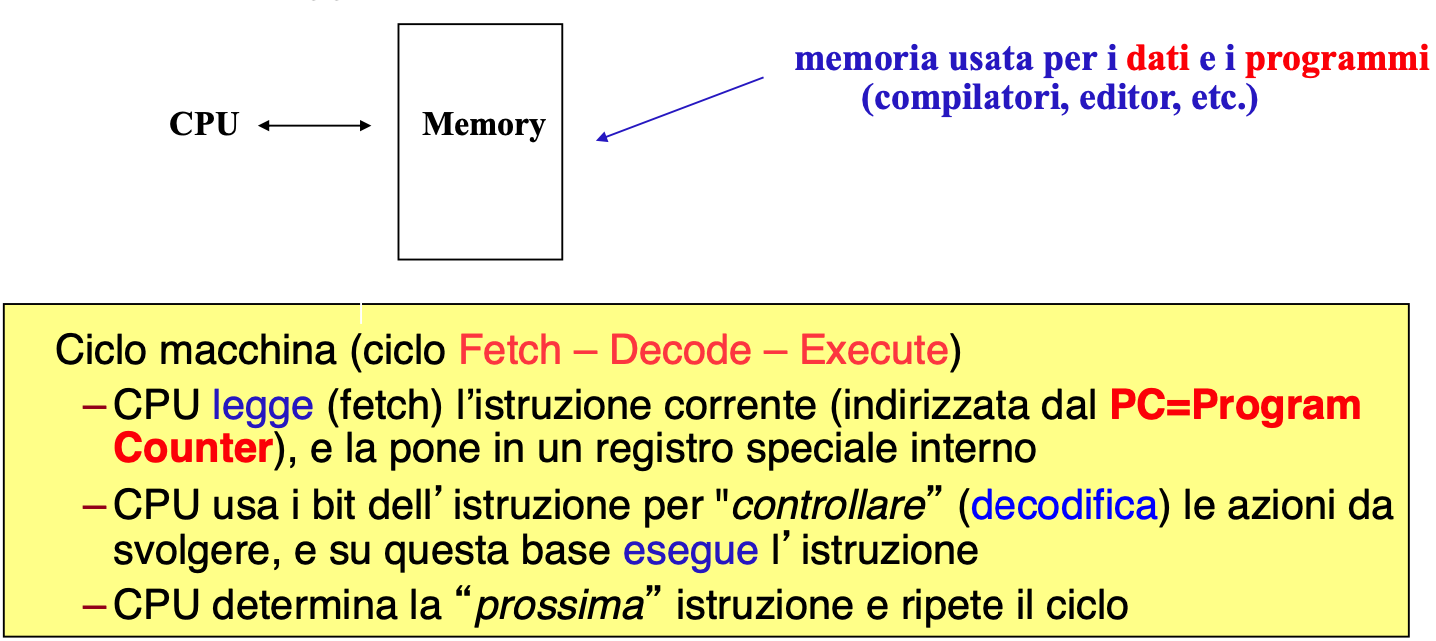 memoria usata per i dati e i programmi
(compilatori, editor, etc.)
CPU
Memory
Ciclo macchina (ciclo Fetch – Decode – Execute)
– CPU legge (fetch) l’istruzione corrente (indirizzata dal PC=Program
Counter), e la pone in un registro speciale interno
– CPU usa i bit dell’ istruzione per "controllare” (decodifica) le azioni da
svolgere, e su questa base esegue l’ istruzione
– CPU determina la “prossima” istruzione e ripete il ciclo